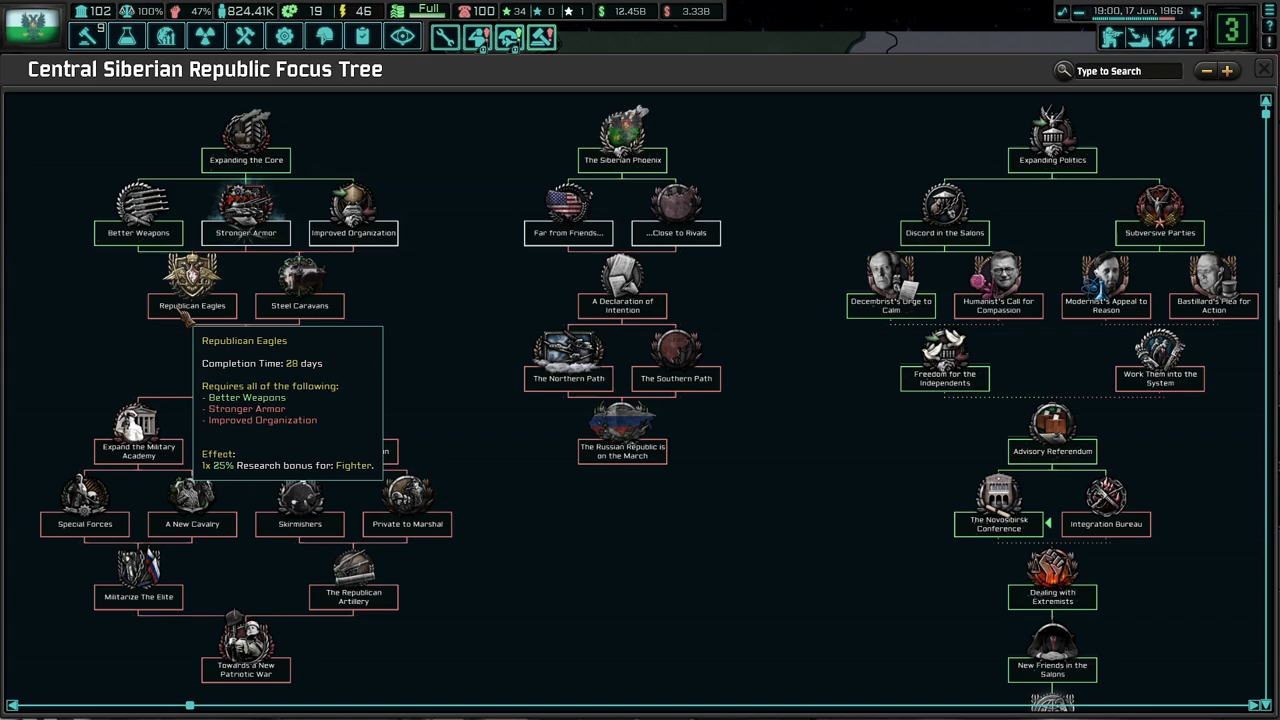 102 100% 47% 824.41K 19 46 Full 100 34 0 1 $ 12.45B $ 3.33B 19:00, 17 Jun, 1966
9
3
Central Siberian Republic Focus Tree
Type to Search
Expanding the Core
The Siberian Phoenix
Expanding Politics
Better Weapons
Stronger Armor
Improved Organization
Far from Friends...
...Close to Rivals
Discord in the Salons
Subversive Parties
Republican Eagles
Steel Caravans
A Declaration of
Intention
Decembrist's Urge to
Calm
Humanist's Call for
Compassion
Modernist's Appeal to
Reason
Bastillard's Plea for
Action
Republican Eagles
Completion Time: 28 days
Requires all of the following:
- Better Weapons
- Stronger Armor
- Improved Organization
Effect:
1x 25% Research bonus for: Fighter.
The Northern Path
The Southern Path
Freedom for the
Independents
Work Them into the
System
Expand the Military
Academy
The Russian Republic is
on the March
Advisory Referendum
Special Forces
A New Cavalry
Skirmishers
Private to Marshal
The Novosibirsk
Conference
Integration Bureau
Militarize The Elite
The Republican
Artillery
Dealing with
Extremists
Towards a New
Patriotic War
New Friends in the
Salons